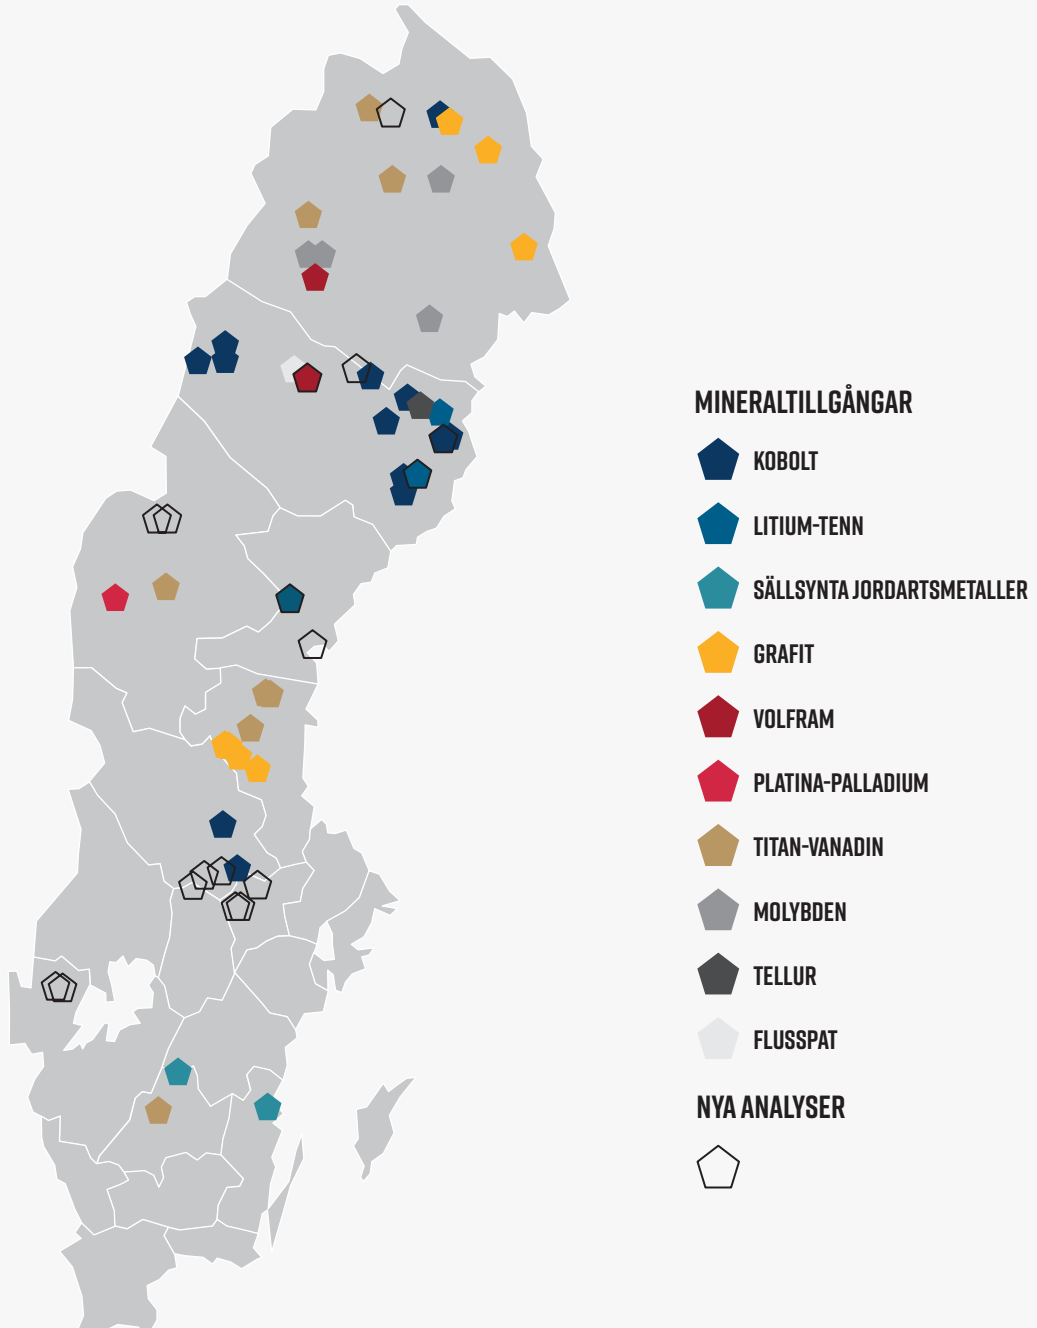 MINERALTILLGÅNGAR
KOBOLT
LITIUM-TENN
SÄLLSYNTA JORDARTSMETALLER
GRAFIT
VOLFRAM
PLATINA-PALLADIUM
TITAN-VANADIN
MOLYBDEN
TELLUR
FLUSSPAT
NYA ANALYSER